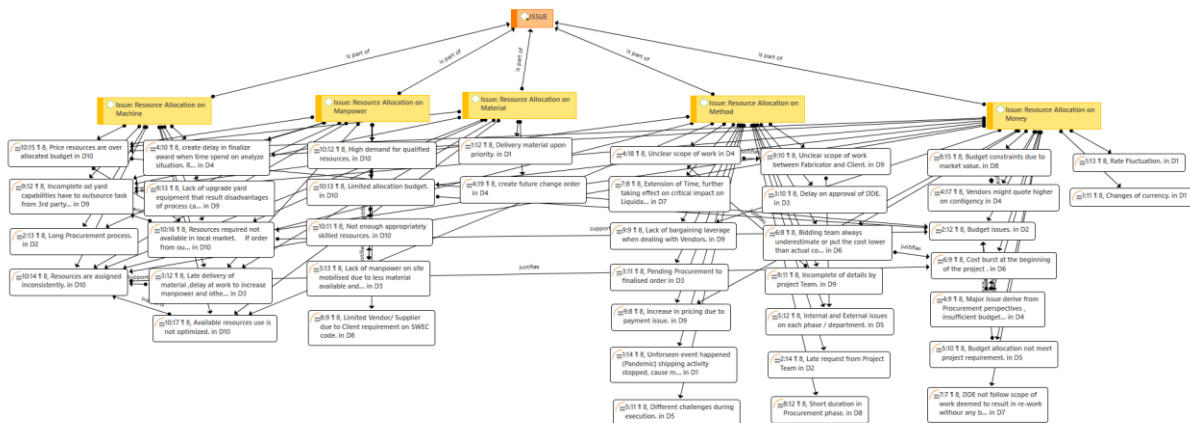 ISSUE
is part of
is part of
is part of
is part of
is part of
Issue: Resource Allocation on
Machine
Issue: Resource Allocation on
Manpower
Issue: Resource Allocation on
Material
Issue: Resource Allocation on
Method
Issue: Resource Allocation on
Money
10:15 ¶ 8, Price resources are over
allocated budget in D10
9:12 ¶ 8, Incomplete of yard
capabilities have to outsource task
from 3rd party... in D9
2:13 ¶ 8, Long Procurement process.
in D2
10:14 ¶ 8, Resources are assigned
inconsistently. in D10
4:10 ¶ 8, create delay in finalize
award when time spend on analyze
situation. R... in D4
9:13 ¶ 8, Lack of upgrade yard
equipment that result disadvantages
of process ca... in D9
10:16 ¶ 8, Resources required not
available in local market. If order
from ou... in D10
3:12 ¶ 8, Late delivery of
material ,delay at work to increase
manpower and othe... in D3
10:17 ¶ 8, Available resources use is
not optimized. in D10
10:12 ¶ 8, High demand for qualified
resources. in D10
10:13 ¶ 8, Limited allocation budget.
in D10
10:11 ¶ 8, Not enough appropriately
skilled resources. in D10
3:13 ¶ 8, Lack of manpower on site
mobilised due to less material
available and... in D3
8:9 ¶ 8, Limited Vendor/ Supplier
due to Client requirement on SWEC
code. in D8
1:12 ¶ 8, Delivery material upon
priority. in D1
4:19 ¶ 8, create future change order
in D4
4:18 ¶ 8, Unclear scope of work in D4
7:8 ¶ 8, Extension of Time, further
taking effect on critical impact on
Liquida... in D7
9:9 ¶ 8, Lack of bargaining laverage
when dealing with Vendors. in D9
3:11 ¶ 8, Pending Procurement to
finalised order in D3
9:8 ¶ 8, Increase in pricing due to
payment issue. in D9
1:14 ¶ 8, Unforseen event happened
(Pandemic) shipping activity
stopped, cause m... in D1
5:11 ¶ 8, Different challenges during
execution. in D5
9:10 ¶ 8, Unclear scope of work
between Fabricator and Client. in D9
3:10 ¶ 8, Delay on approval of DDE.
in D3
6:8 ¶ 8, Bidding team always
underestimate or put the cost lower
than actual co... in D6
9:11 ¶ 8, Incomplete of details by
project Team. in D9
5:12 ¶ 8, Internal and External issues
on each phase / department. in D5
2:14 ¶ 8, Late request from Project
Team in D2
8:12 ¶ 8, Short duration in
Procurement phase. in D8
8:15 ¶ 8, Budget constraints due to
market value. in D8
4:17 ¶ 8, Vendors might quote higher
on contigency in D4
2:12 ¶ 8, Budget issues. in D2
6:9 ¶ 8, Cost burst at the beginning
of the project . in D6
4:9 ¶ 8, Major issue derive from
Procurement perspectives ,
insufficient budget... in D4
5:10 ¶ 8, Budget allocation not meet
project requirement. in D5
7:7 ¶ 8, DDE not follow scope of
work deemed to result in re-work
withour any b... in D7
1:13 ¶ 8, Rate Fluctuation. in D1
1:11 ¶ 8, Changes of currency. in D1
justifies
justifies